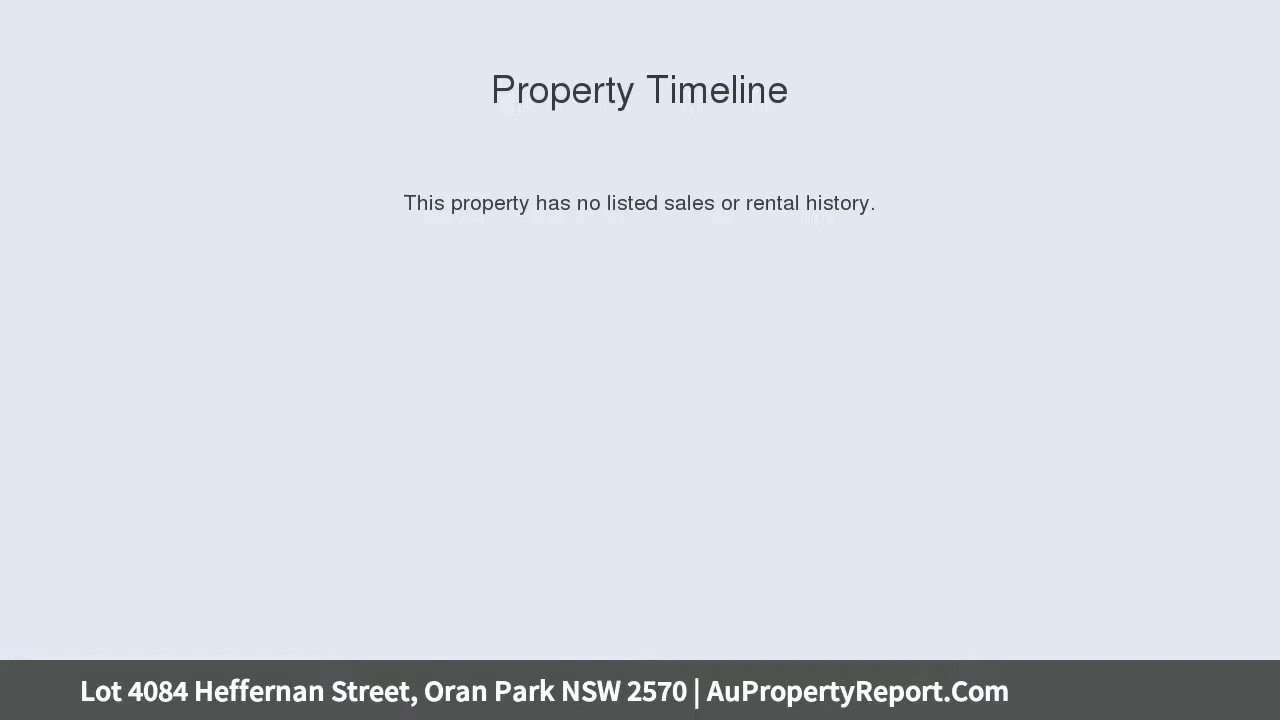 Property Timeline
This property has no listed sales or rental history.
Lot 4084 Heffernan Street, Oran Park NSW 2570 | AuPropertyReport.Com